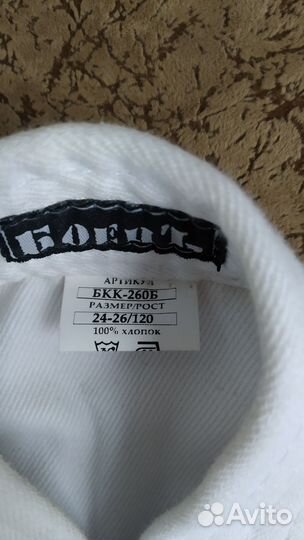 БОЕЦЪ
АРТИКУЛ
БКК-260Б
РАЗМЕР/РОСТ
24-26/120
100% ХЛОПОК
Avito